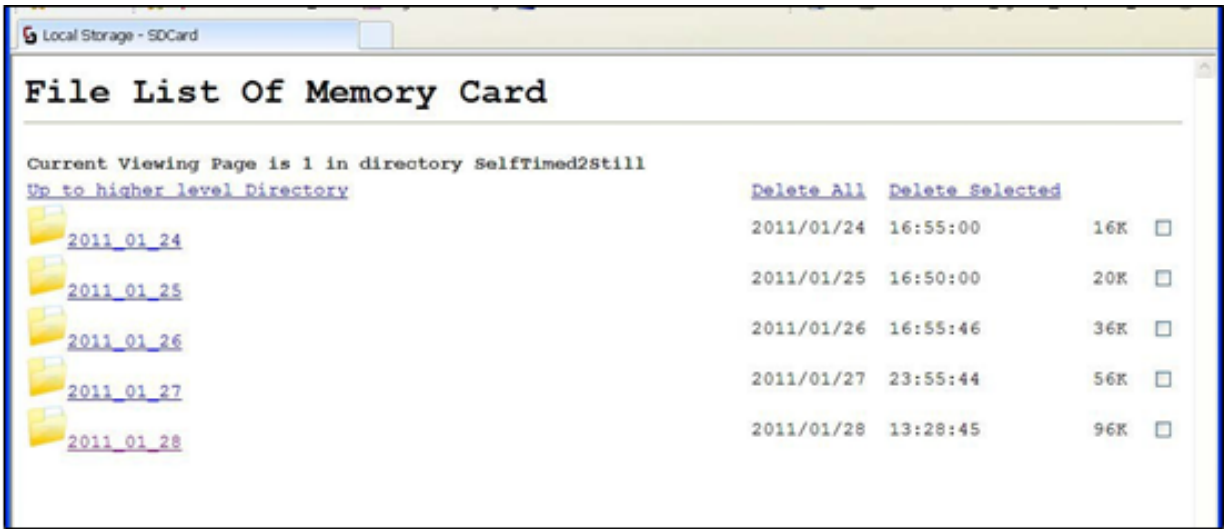 Local Storage - SDCard
File List Of Memory Card
Current Viewing Page is 1 in directory SelfTimed2Still
Up to higher level Directory Delete All Delete Selected
2011_01_24 2011/01/24 16:55:00 16K
2011_01_25 2011/01/25 16:50:00 20K
2011_01_26 2011/01/26 16:55:46 36K
2011_01_27 2011/01/27 23:55:44 56K
2011_01_28 2011/01/28 13:28:45 96K